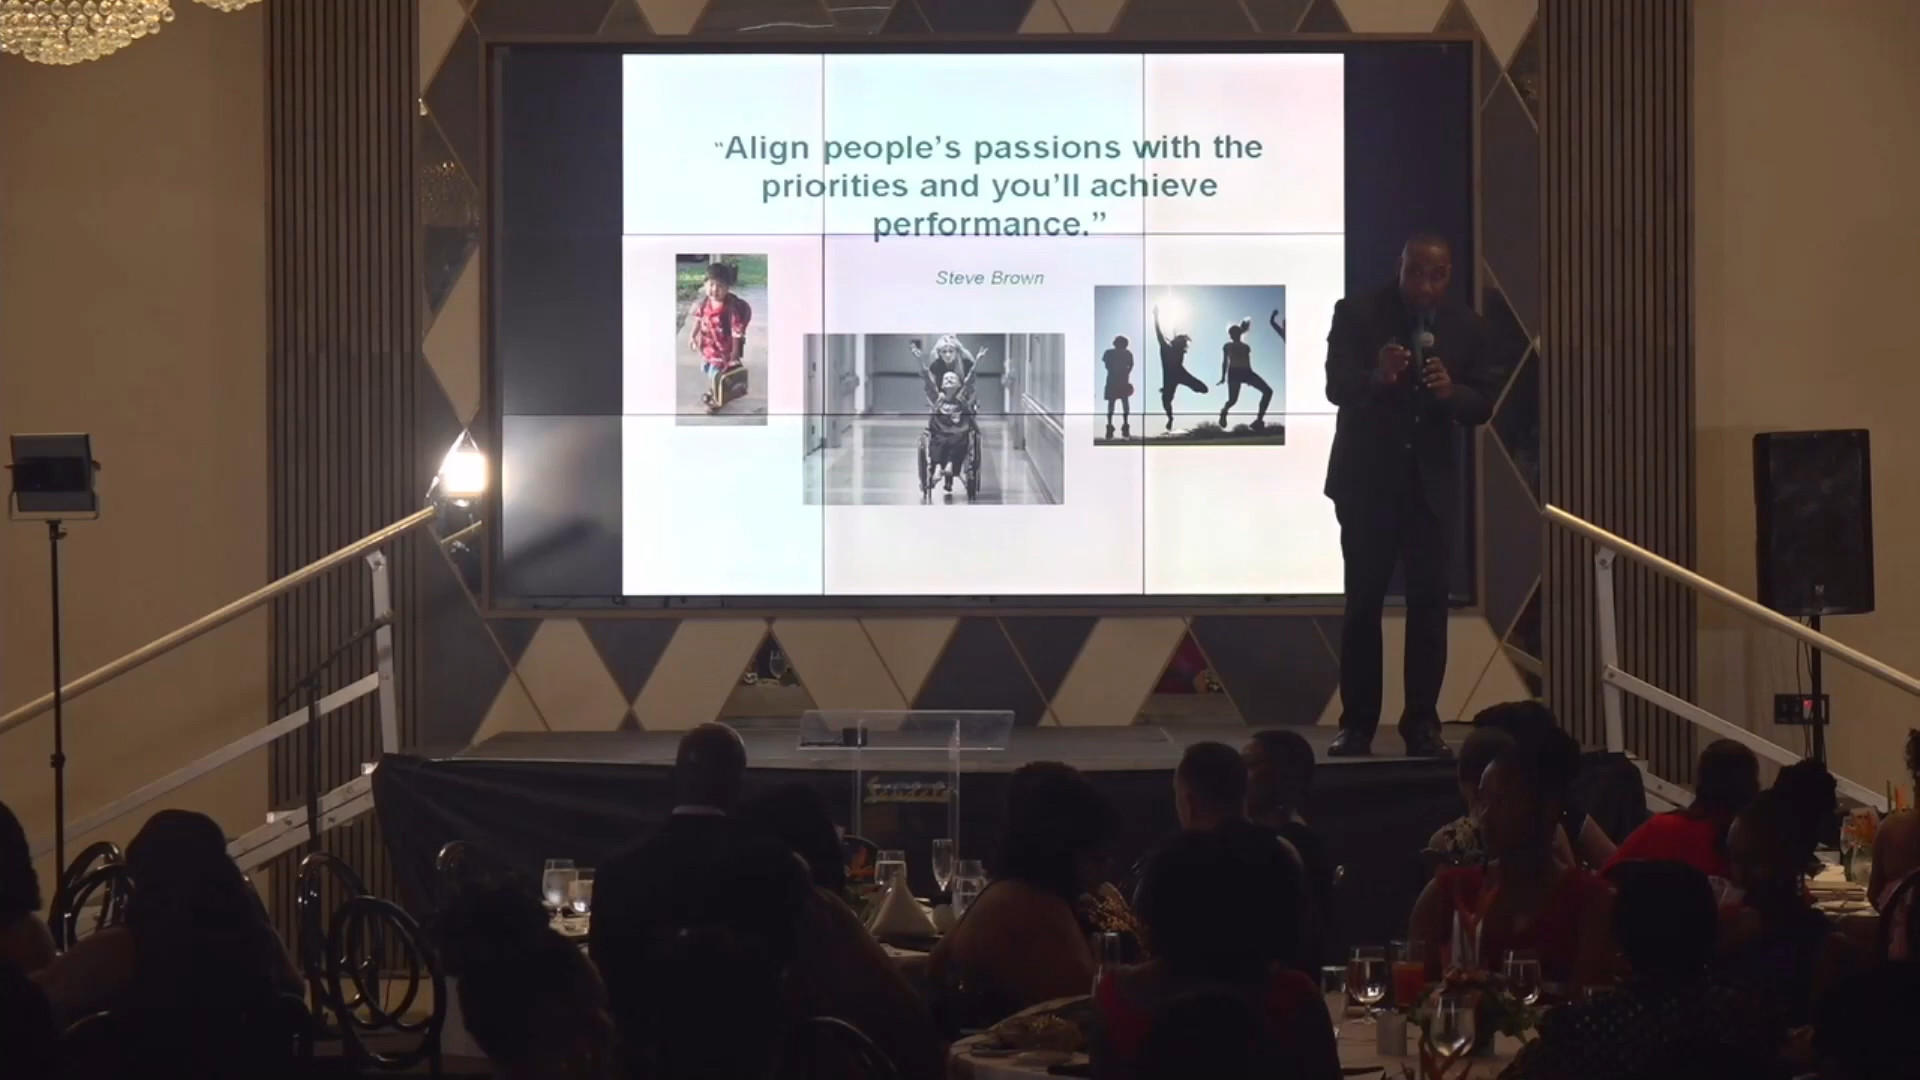 “Align people’s passions with the
priorities and you’ll achieve
performance.”
Steve Brown